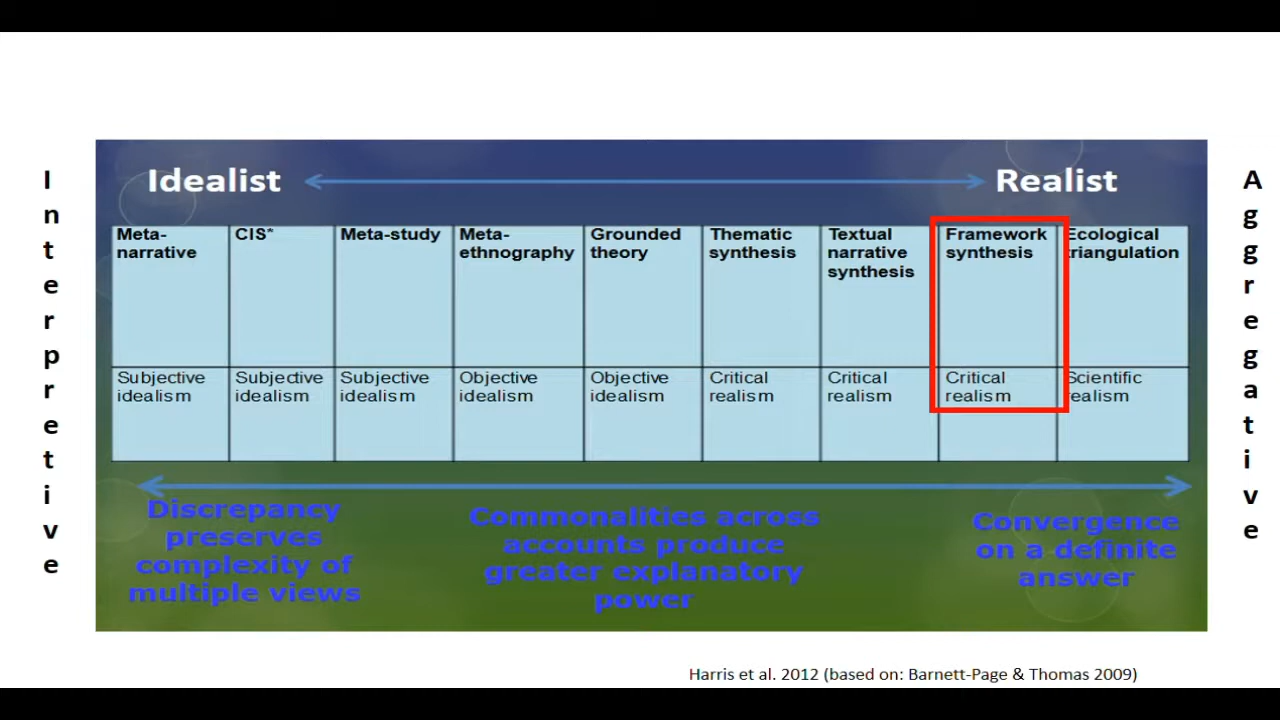 Interpretive
Idealist
Realist
Aggregative
Meta-
narrative
CIS*
Meta-study
Meta-
ethnography
Grounded
theory
Thematic
synthesis
Textual
narrative
synthesis
Framework
synthesis
Ecological
triangulation
Subjective
idealism
Subjective
idealism
Subjective
idealism
Objective
idealism
Objective
idealism
Critical
realism
Critical
realism
Critical
realism
Scientific
realism
Discrepancy
preserves
complexity of
multiple views
Commonalities across
accounts produce
greater explanatory
power
Convergence
on a definite
answer
Harris et al. 2012 (based on: Barnett-Page & Thomas 2009)